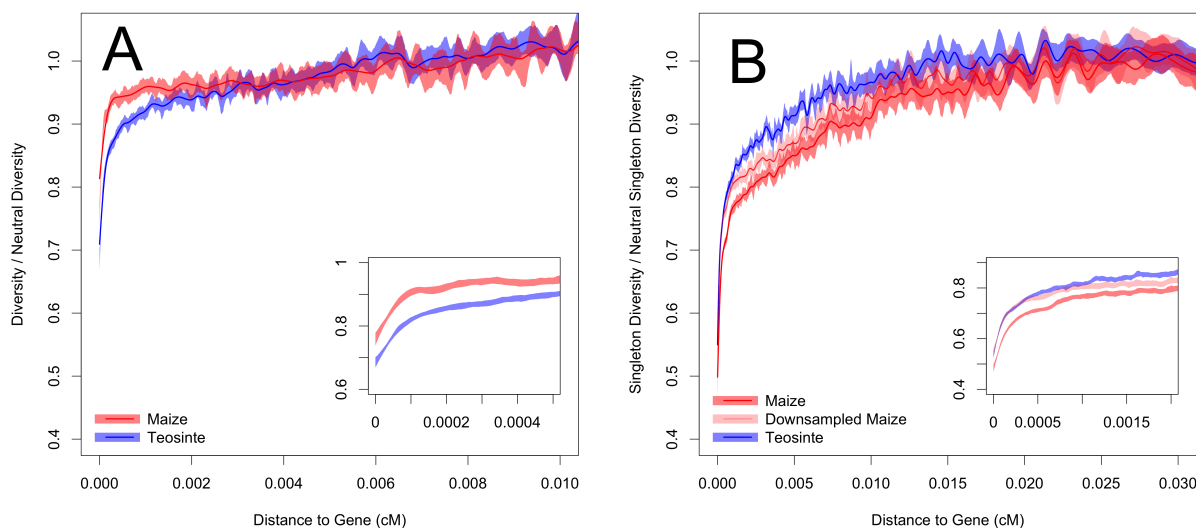 A
Diversity / Neutral Diversity
1.0
0.9
0.8
0.7
0.6
0.5
0.4
1
0.8
0.6
0 0.0002 0.0004
Maize
Teosinte
0.000 0.002 0.004 0.006 0.008 0.010
Distance to Gene (cM)
B
Singleton Diversity / Neutral Singleton Diversity
1.0
0.9
0.8
0.7
0.6
0.5
0.4
0.8
0.6
0.4
0 0.0005 0.0015
Maize
Downsampled Maize
Teosinte
0.000 0.005 0.010 0.015 0.020 0.025 0.030
Distance to Gene (cM)